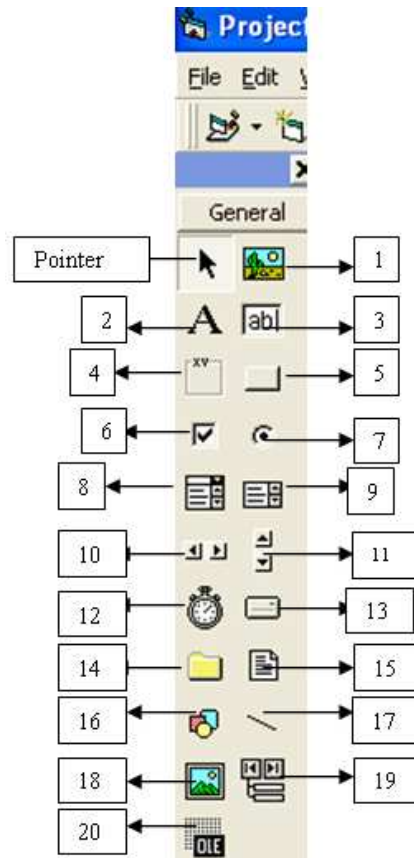 Project
File Edit
General
Pointer 1
2 A ab 3
4 xv 5
6 7
8 9
10 11
12 13
14 15
16 17
18 19
20
OLE